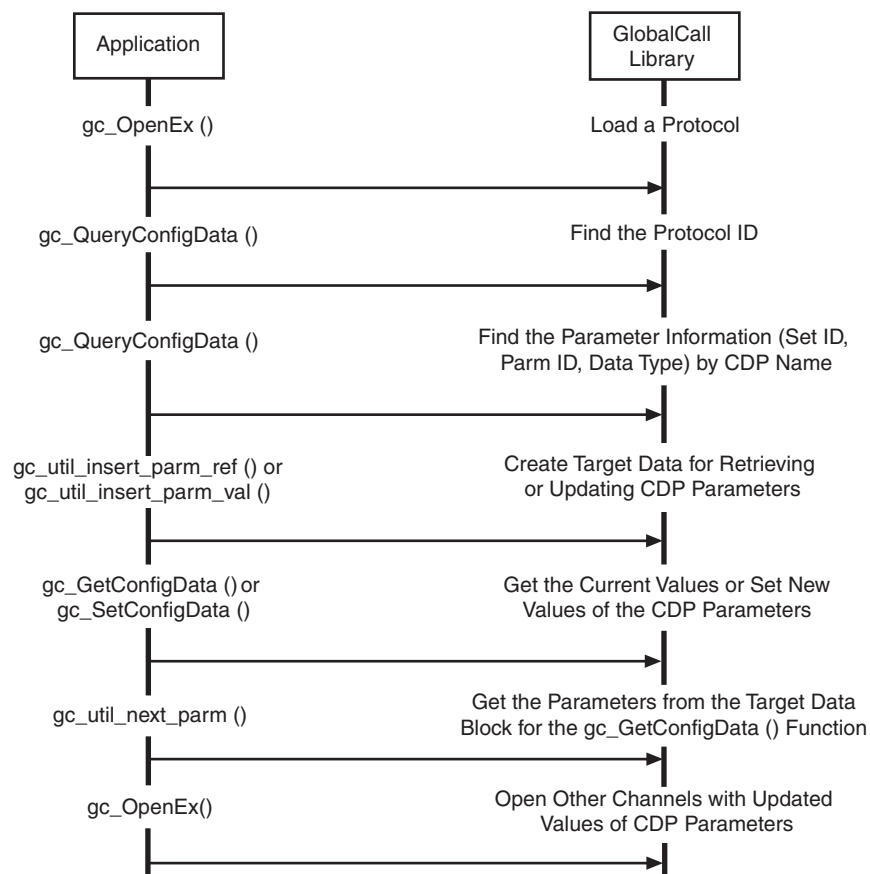 Application
GlobalCall
Library
gc_OpenEx ()
Load a Protocol
gc_QueryConfigData ()
Find the Protocol ID
gc_QueryConfigData ()
Find the Parameter Information (Set ID,
Parm ID, Data Type) by CDP Name
gc_util_insert_parm_ref () or
gc_util_insert_parm_val ()
Create Target Data for Retrieving
or Updating CDP Parameters
gc_GetConfigData () or
gc_SetConfigData ()
Get the Current Values or Set New
Values of the CDP Parameters
gc_util_next_parm ()
Get the Parameters from the Target Data
Block for the gc_GetConfigData () Function
gc_OpenEx()
Open Other Channels with Updated
Values of CDP Parameters